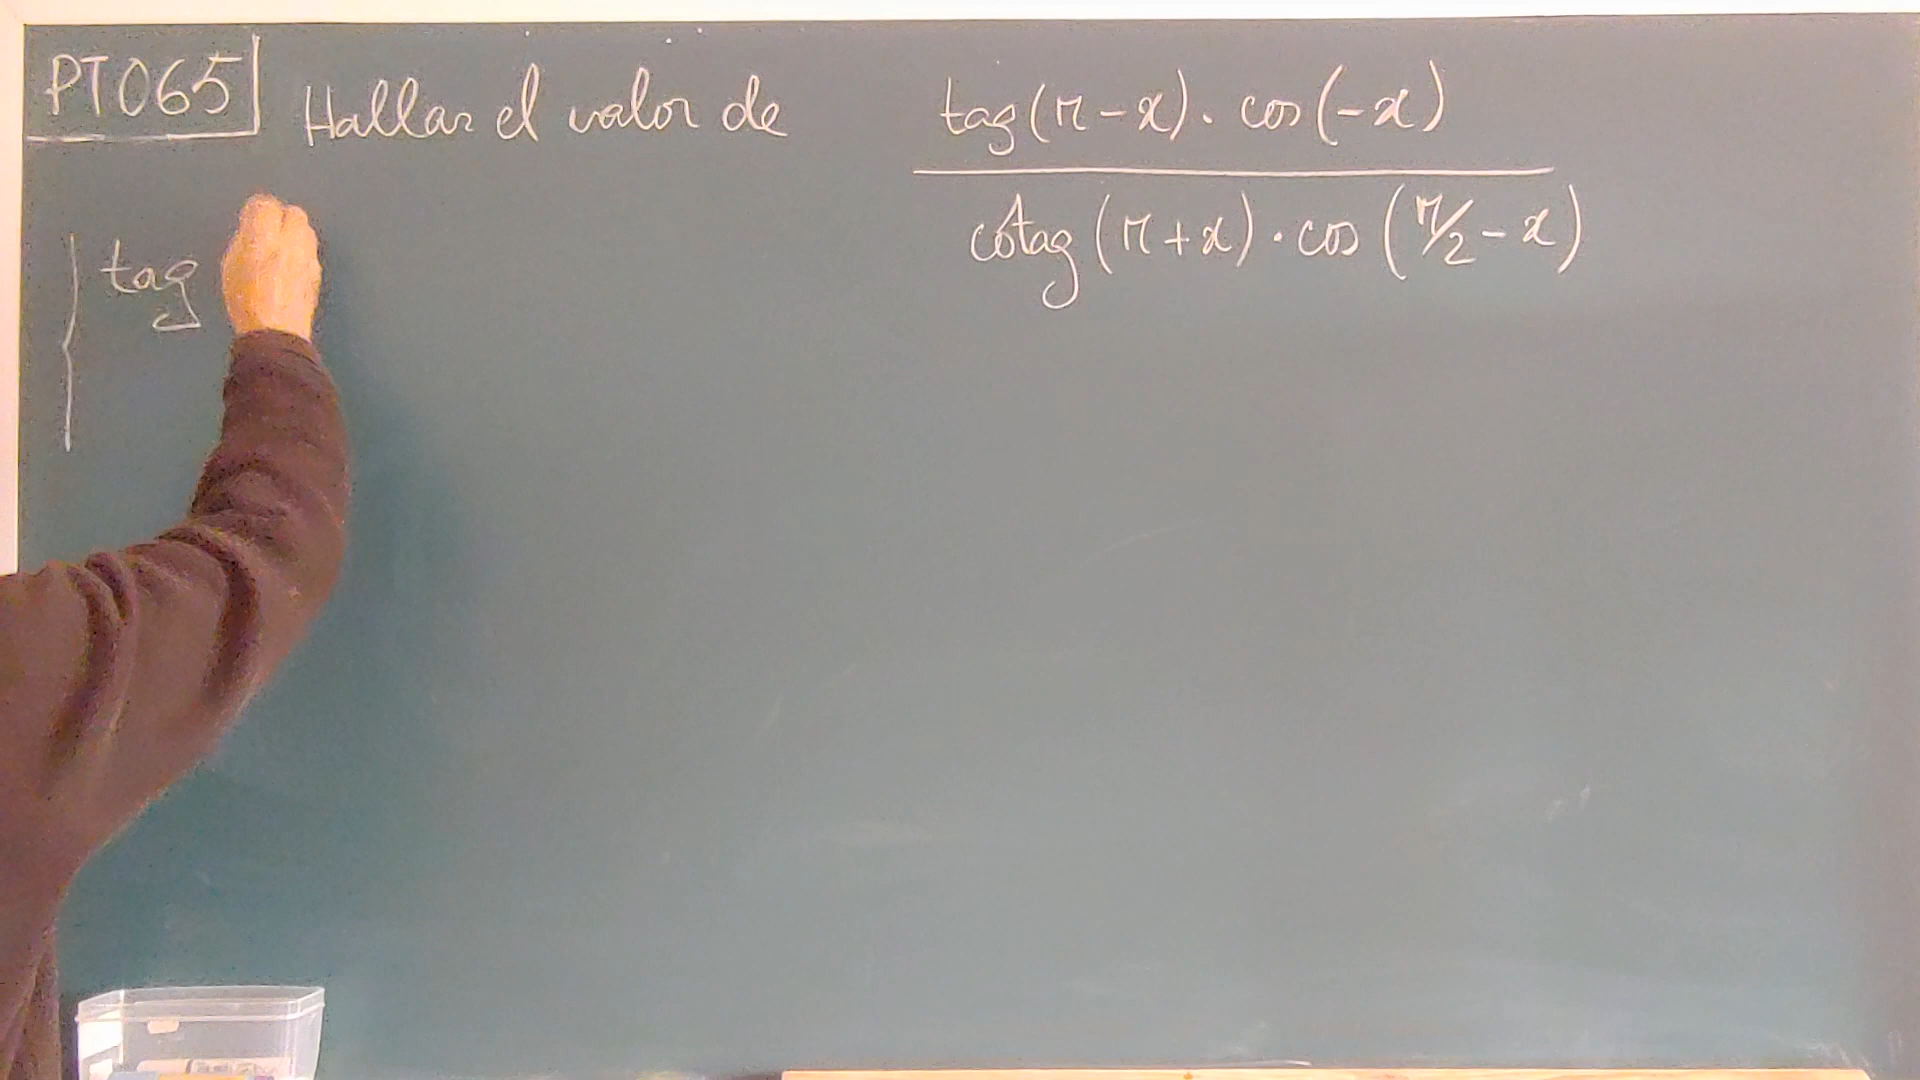 PT065 Hallar el valor de tag(π-x)·cos(-x)
cotag(π+x)·cos(π/2-x)
tag